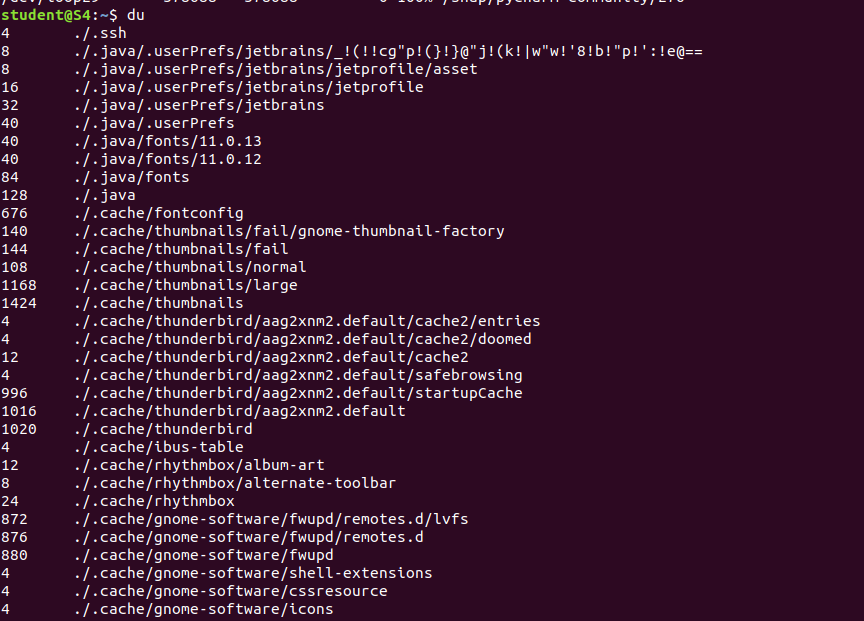 student@S4:~$ du
4 ./.ssh
8 ./.java/.userPrefs/jetbrains/_!(!!cg"p!(}!}@"j!(k!|w"w!'8!b!"p!':!e@==
8 ./.java/.userPrefs/jetbrains/jetprofile/asset
16 ./.java/.userPrefs/jetbrains/jetprofile
32 ./.java/.userPrefs/jetbrains
40 ./.java/.userPrefs
40 ./.java/fonts/11.0.13
40 ./.java/fonts/11.0.12
84 ./.java/fonts
128 ./.java
676 ./.cache/fontconfig
140 ./.cache/thumbnails/fail/gnome-thumbnail-factory
144 ./.cache/thumbnails/fail
108 ./.cache/thumbnails/normal
1168 ./.cache/thumbnails/large
1424 ./.cache/thumbnails
4 ./.cache/thunderbird/aag2xnm2.default/cache2/entries
4 ./.cache/thunderbird/aag2xnm2.default/cache2/doomed
12 ./.cache/thunderbird/aag2xnm2.default/cache2
4 ./.cache/thunderbird/aag2xnm2.default/safebrowsing
996 ./.cache/thunderbird/aag2xnm2.default/startupCache
1016 ./.cache/thunderbird/aag2xnm2.default
1020 ./.cache/thunderbird
4 ./.cache/ibus-table
12 ./.cache/rhythmbox/album-art
8 ./.cache/rhythmbox/alternate-toolbar
24 ./.cache/rhythmbox
872 ./.cache/gnome-software/fwupd/remotes.d/lvfs
876 ./.cache/gnome-software/fwupd/remotes.d
880 ./.cache/gnome-software/fwupd
4 ./.cache/gnome-software/shell-extensions
4 ./.cache/gnome-software/cssresource
4 ./.cache/gnome-software/icons